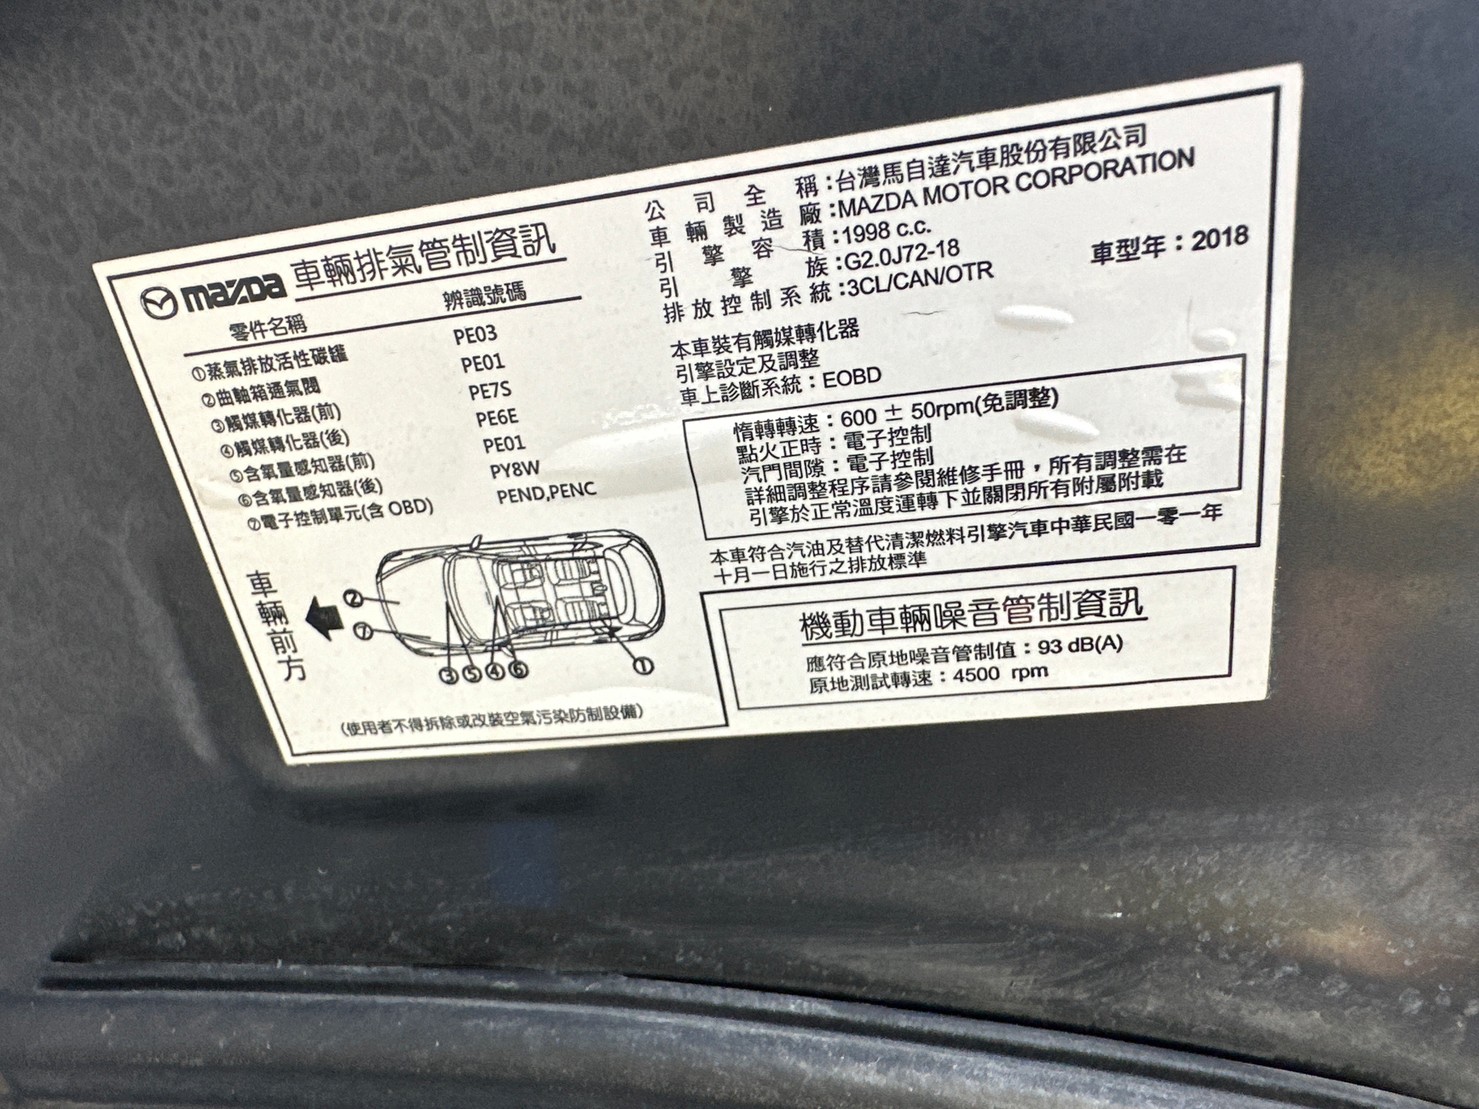 mazda 車輛排氣管制資訊
零件名稱 辨識號碼
①蒸氣排放活性碳罐 PE03
②曲軸箱通氣閥 PE01
③觸媒轉化器(前) PE7S
④觸媒轉化器(後) PE6E
⑤含氧量感知器(前) PE01
⑥含氧量感知器(後) PY8W
⑦電子控制單元(含 OBD) PEND,PENC
車輛前方
② ⑦ ③ ⑤ ④ ⑥ ①
(使用者不得拆除或改裝空氣污染防制設備)
公司全稱:台灣馬自達汽車股份有限公司
車輛製造廠:MAZDA MOTOR CORPORATION
引擎容積:1998 c.c.
引擎族:G2.0J72-18 車型年:2018
排放控制系統:3CL/CAN/OTR
本車裝有觸媒轉化器
引擎設定及調整
車上診斷系統:EOBD
惰轉轉速:600 ± 50rpm(免調整)
點火正時:電子控制
汽門間隙:電子控制
詳細調整程序請參閱維修手冊,所有調整需在
引擎於正常溫度運轉下並關閉所有附屬附載
本車符合汽油及替代清潔燃料引擎汽車中華民國一零一年
十月一日施行之排放標準
機動車輛噪音管制資訊
應符合原地噪音管制值:93 dB(A)
原地測試轉速:4500 rpm